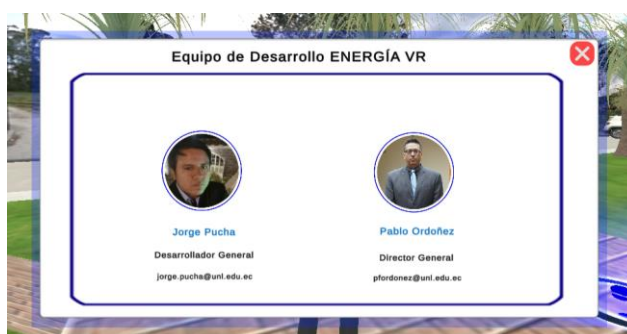 Equipo de Desarrollo ENERGÍA VR
Jorge Pucha
Desarrollador General
jorge.pucha@unl.edu.ec
Pablo Ordoñez
Director General
pfordonez@unl.edu.ec